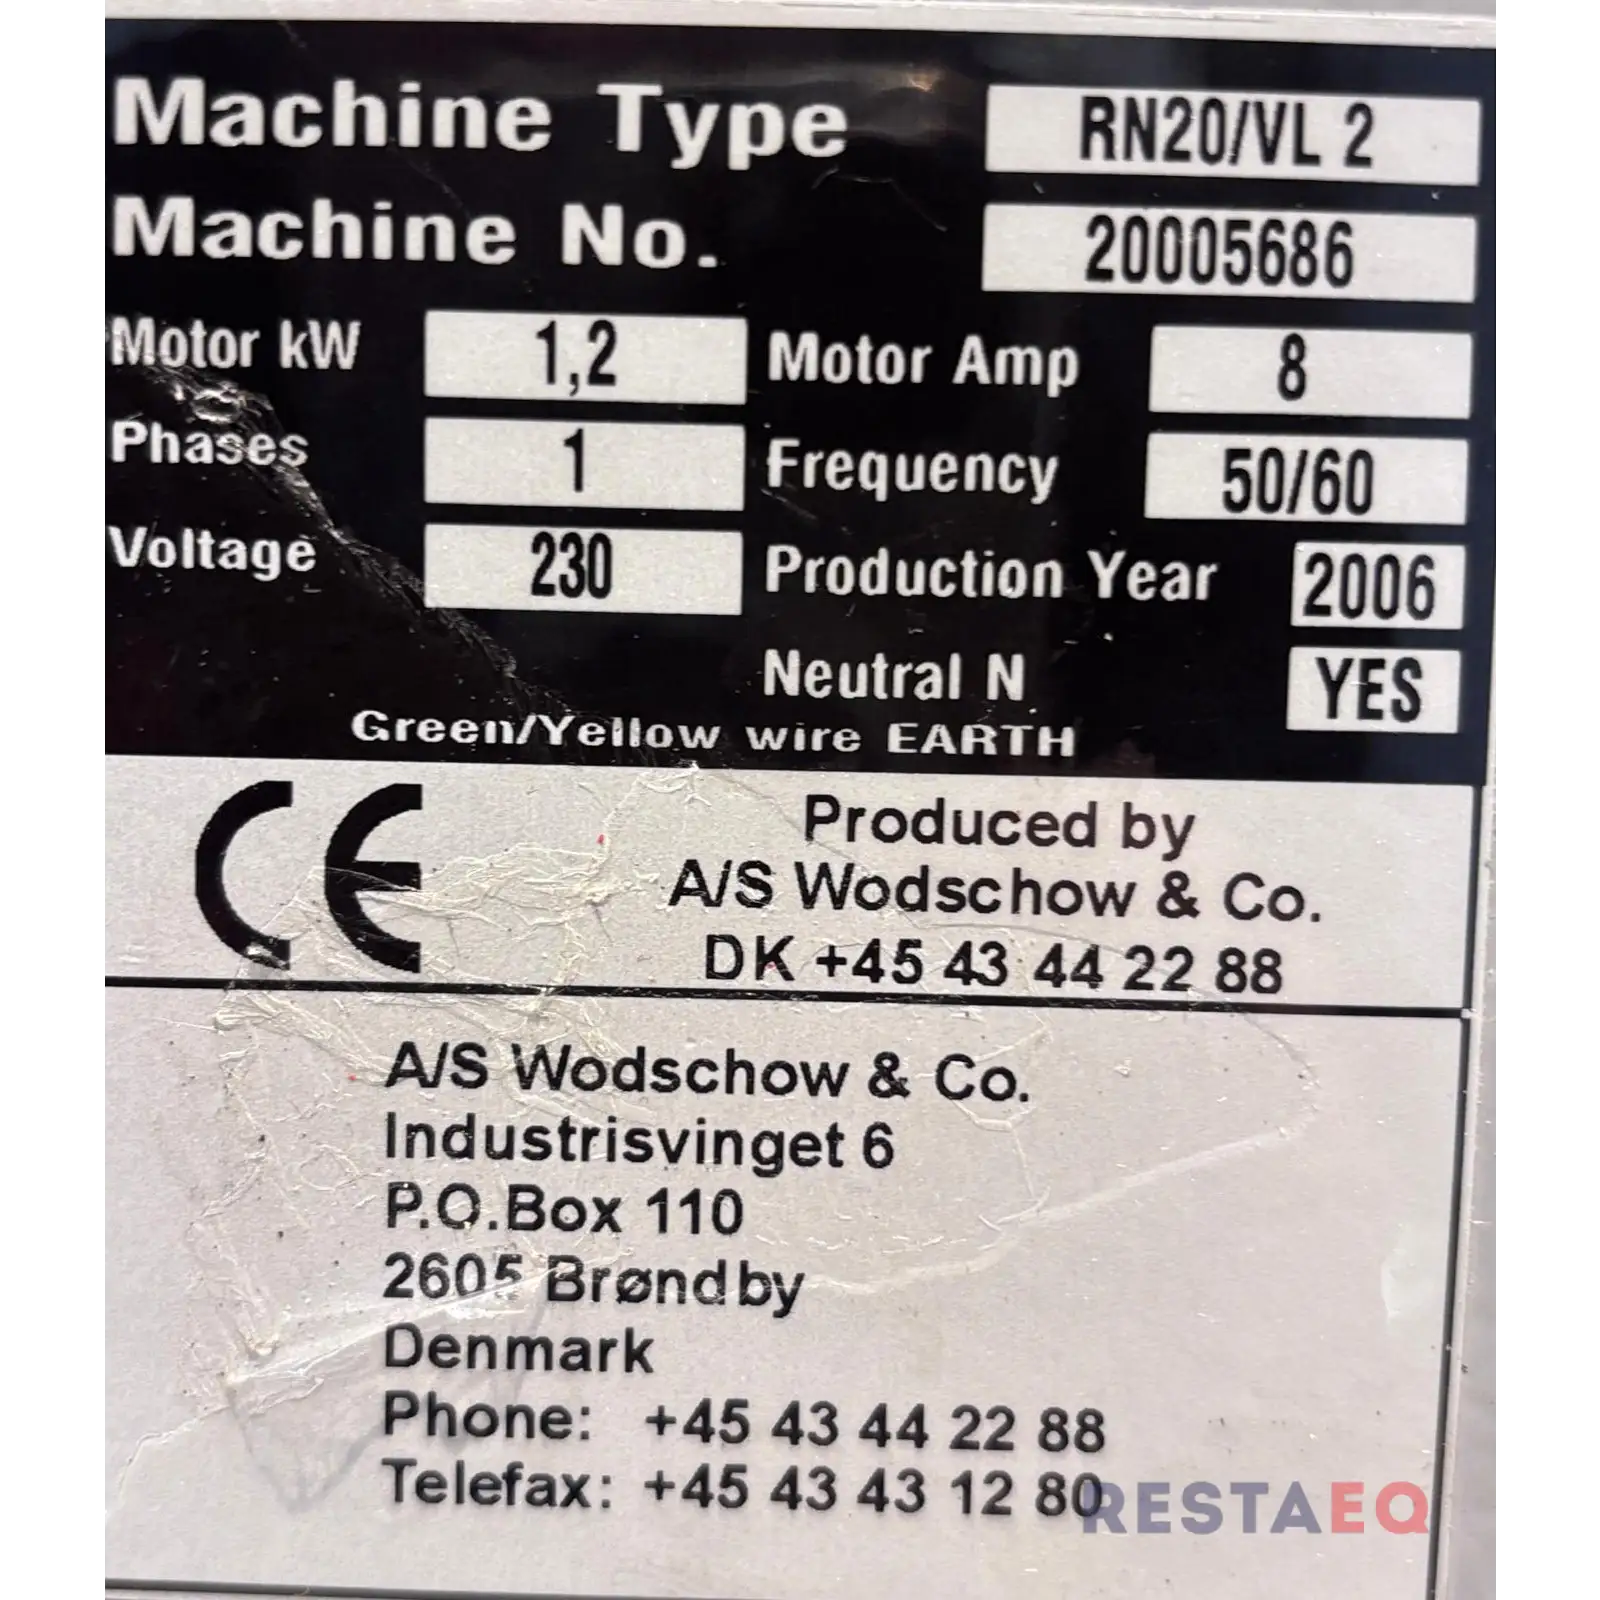 Machine Type RN20/VL 2
Machine No. 20005686
Motor kW 1,2 Motor Amp 8
Phases 1 Frequency 50/60
Voltage 230 Production Year 2006
Neutral N YES
Green/Yellow wire EARTH
CE Produced by
A/S Wodschow & Co.
DK +45 43 44 22 88
A/S Wodschow & Co.
Industrisvinget 6
P.O.Box 110
2605 Brøndby
Denmark
Phone: +45 43 44 22 88
Telefax: +45 43 43 12 80
RESTAEQ